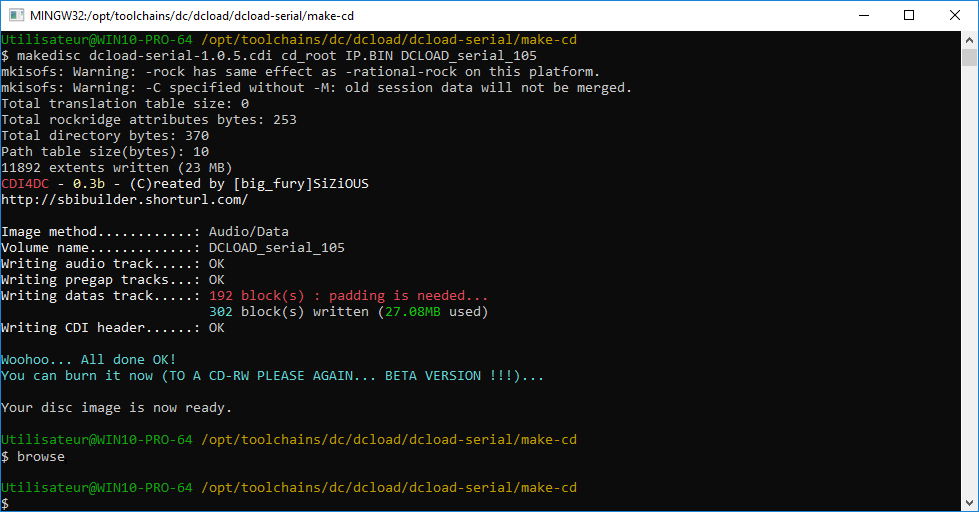 MINGW32:/opt/toolchains/dc/dcload/dcload-serial/make-cd
Utilisateur@WIN10-PRO-64 /opt/toolchains/dc/dcload/dcload-serial/make-cd
$ makedisc dcload-serial-1.0.5.cdi cd_root IP.BIN DCLOAD_serial_105
mkisofs: Warning: -rock has same effect as -rational-rock on this platform.
mkisofs: Warning: -C specified without -M: old session data will not be merged.
Total translation table size: 0
Total rockridge attributes bytes: 253
Total directory bytes: 370
Path table size(bytes): 10
11892 extents written (23 MB)
CDI4DC - 0.3b - (C)reated by [big_fury]SiZiOUS
http://sbibuilder.shorturl.com/
Image method............: Audio/Data
Volume name.............: DCLOAD_serial_105
Writing audio track.....: OK
Writing pregap tracks...: OK
Writing datas track.....: 192 block(s) : padding is needed...
302 block(s) written (27.08MB used)
Writing CDI header......: OK
Woohoo... All done OK!
You can burn it now (TO A CD-RW PLEASE AGAIN... BETA VERSION !!!)...
Your disc image is now ready.
Utilisateur@WIN10-PRO-64 /opt/toolchains/dc/dcload/dcload-serial/make-cd
$ browse
Utilisateur@WIN10-PRO-64 /opt/toolchains/dc/dcload/dcload-serial/make-cd
$